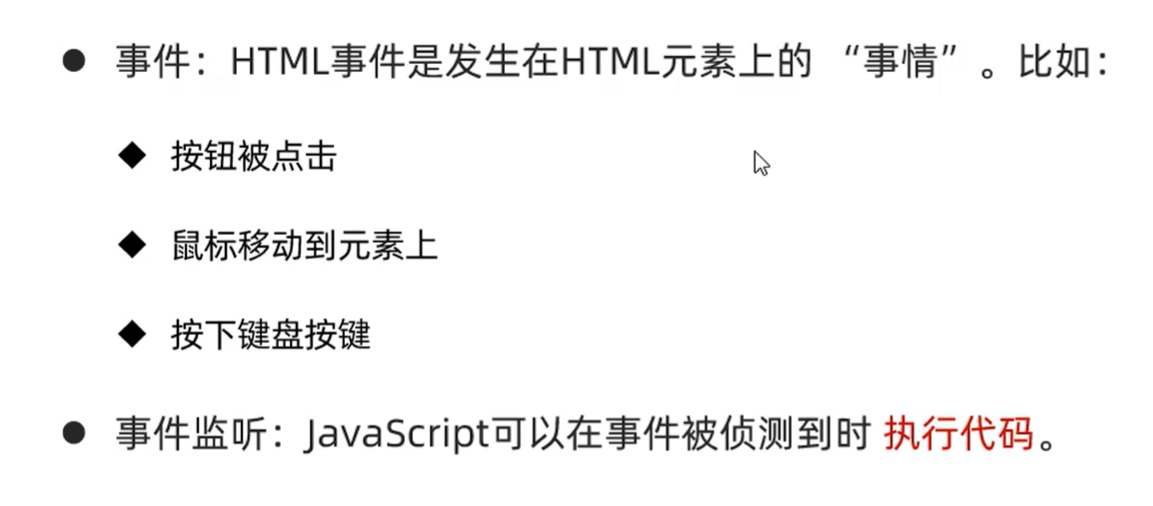 ● 事件：HTML事件是发生在HTML元素上的 “事情” 。比如：
◆ 按钮被点击
◆ 鼠标移动到元素上
◆ 按下键盘按键
● 事件监听：JavaScript可以在事件被侦测到时 执行代码。